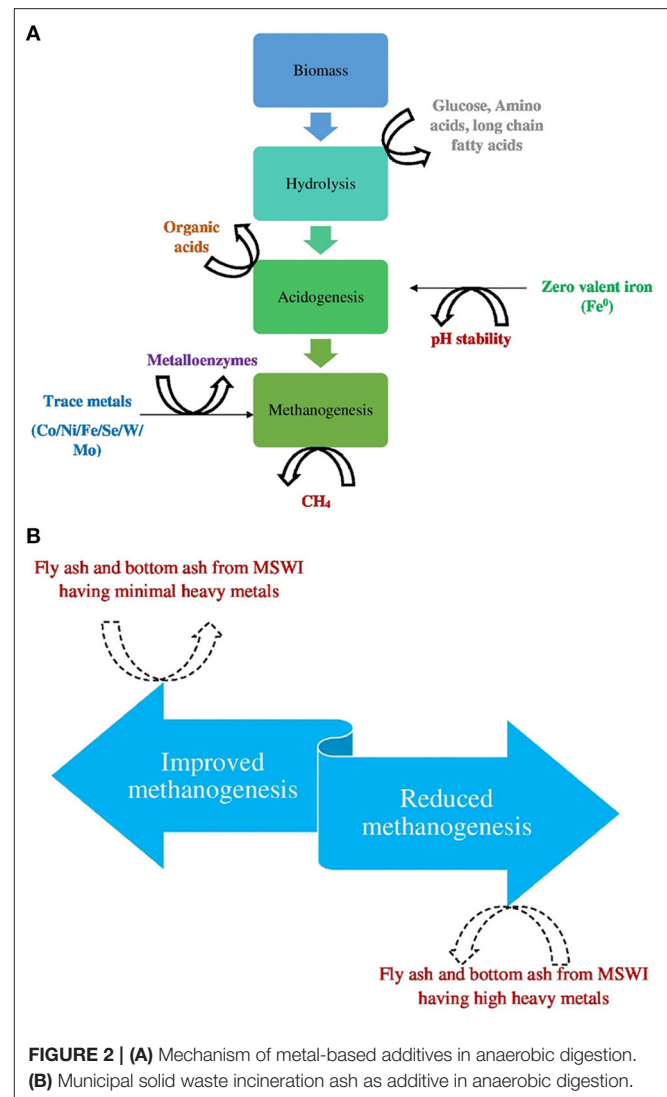 A
Biomass
Glucose, Amino
acids, long chain
fatty acids
Hydrolysis
Organic
acids
Acidogenesis
Zero valent iron
(Fe⁰)
pH stability
Metalloenzymes
Trace metals
(Co/Ni/Fe/Se/W/
Mo)
Methanogenesis
CH₄
B
Fly ash and bottom ash from MSWI
having minimal heavy metals
Improved
methanogenesis
Reduced
methanogenesis
Fly ash and bottom ash from MSWI
having high heavy metals
FIGURE 2 | (A) Mechanism of metal-based additives in anaerobic digestion.
(B) Municipal solid waste incineration ash as additive in anaerobic digestion.